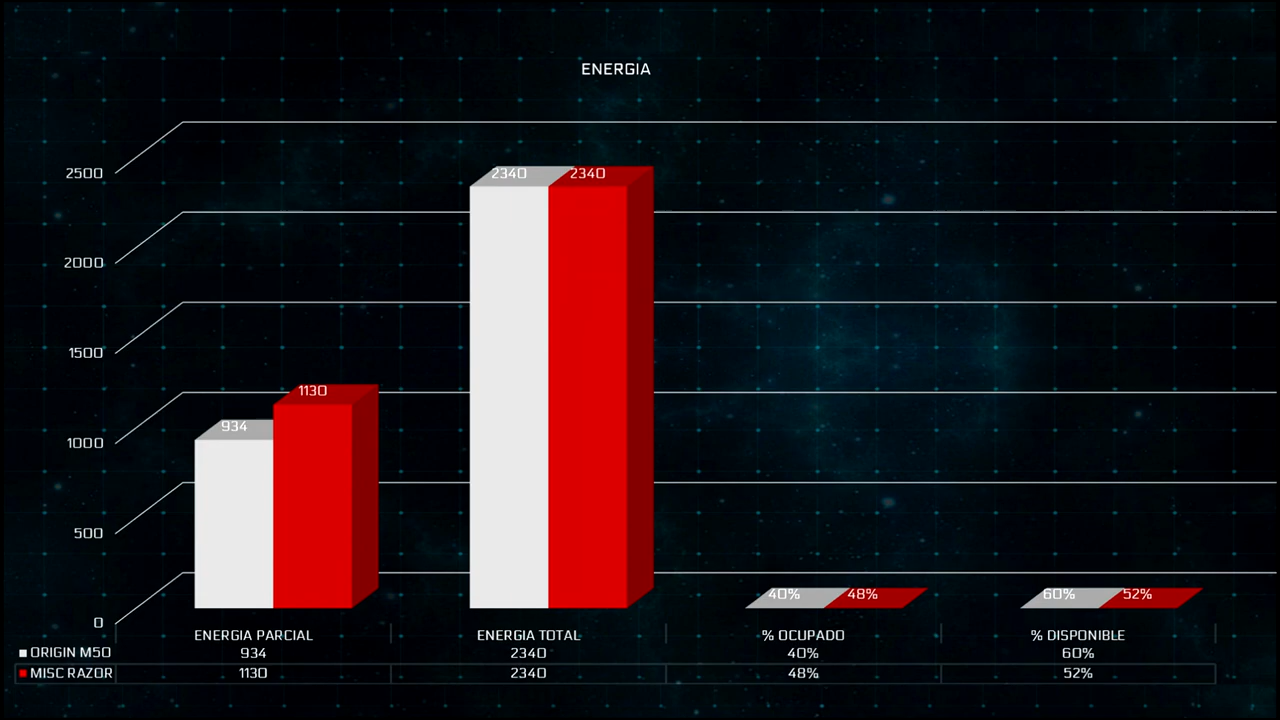 ENERGIA
2500
2000
1500
1000
500
0
2340 2340
1130
934
40% 48% 60% 52%
ENERGIA PARCIAL ENERGIA TOTAL % OCUPADO % DISPONIBLE
ORIGIN M50 934 2340 40% 60%
MISC RAZOR 1130 2340 48% 52%